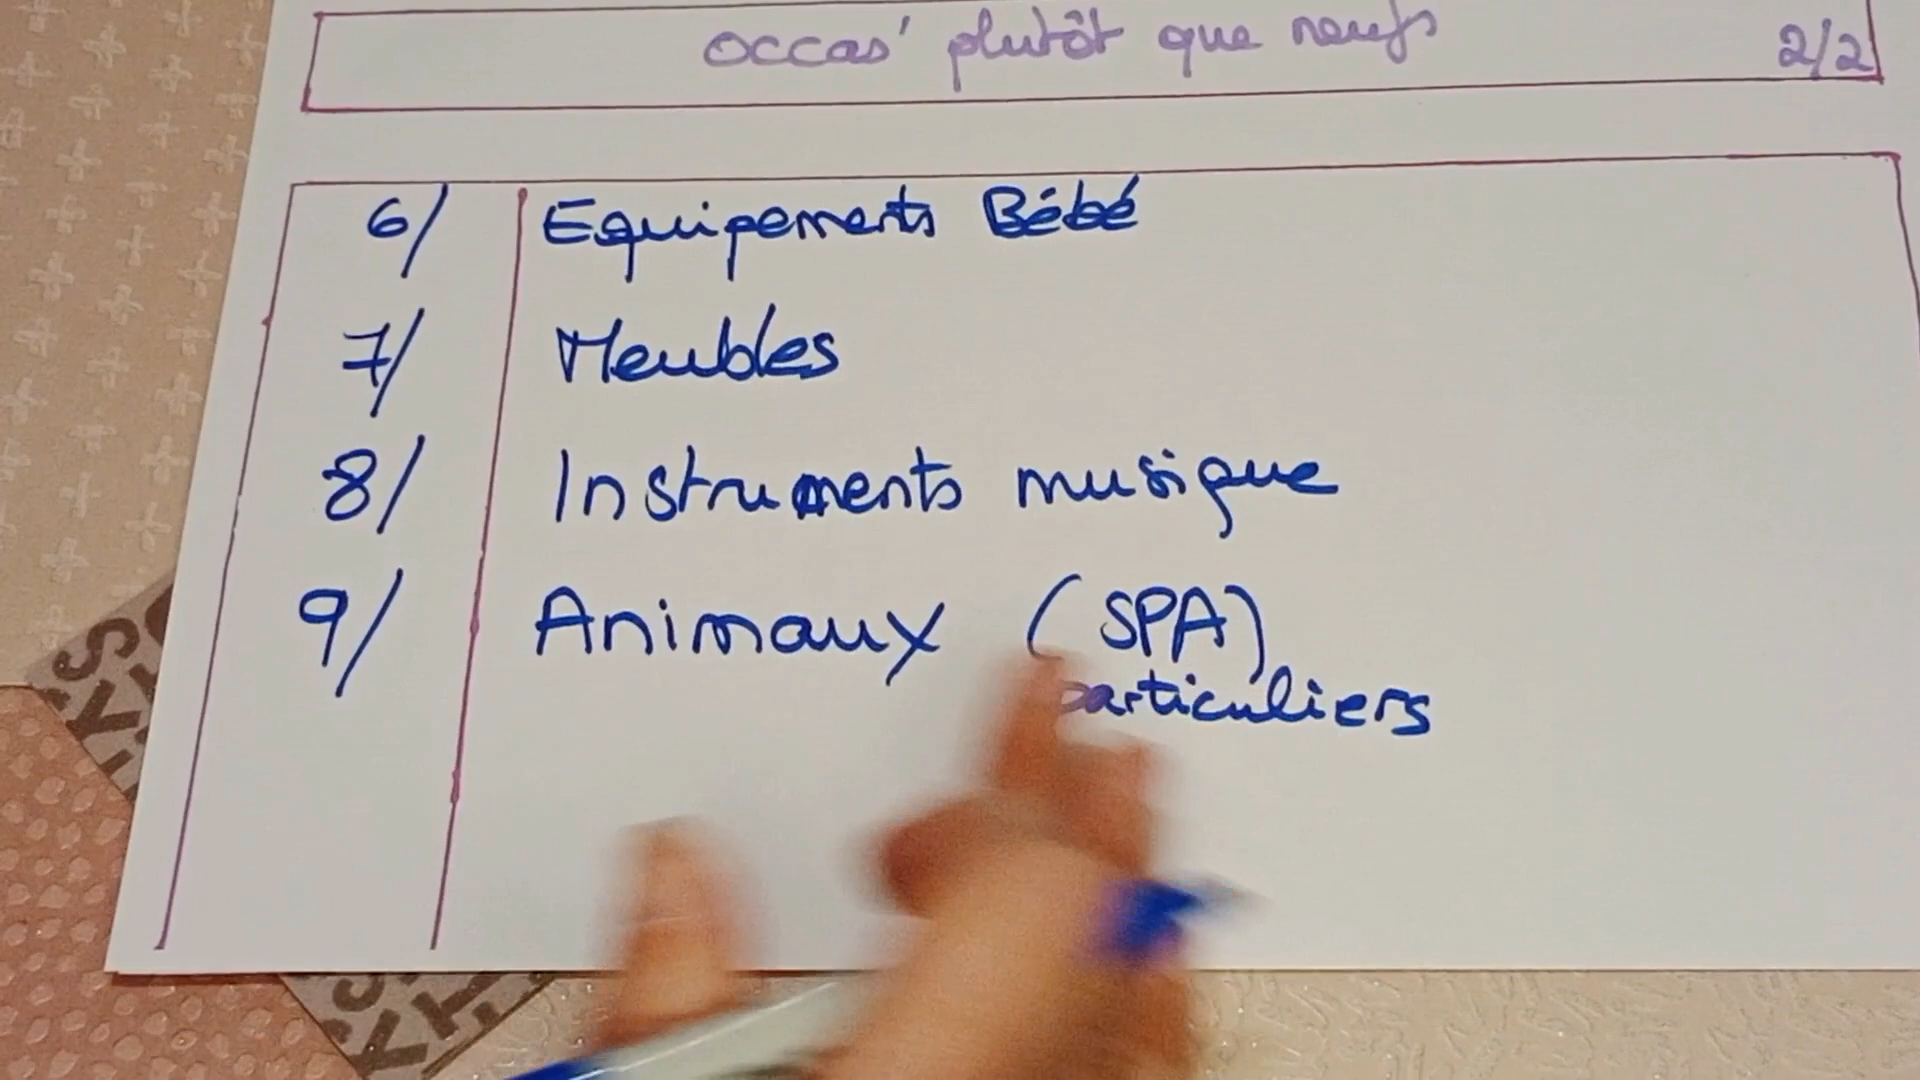 occas' plutôt que neufs 2/2
6/ Equipements Bébé
7/ Meubles
8/ Instruments musique
9/ Animaux (SPA)
particuliers